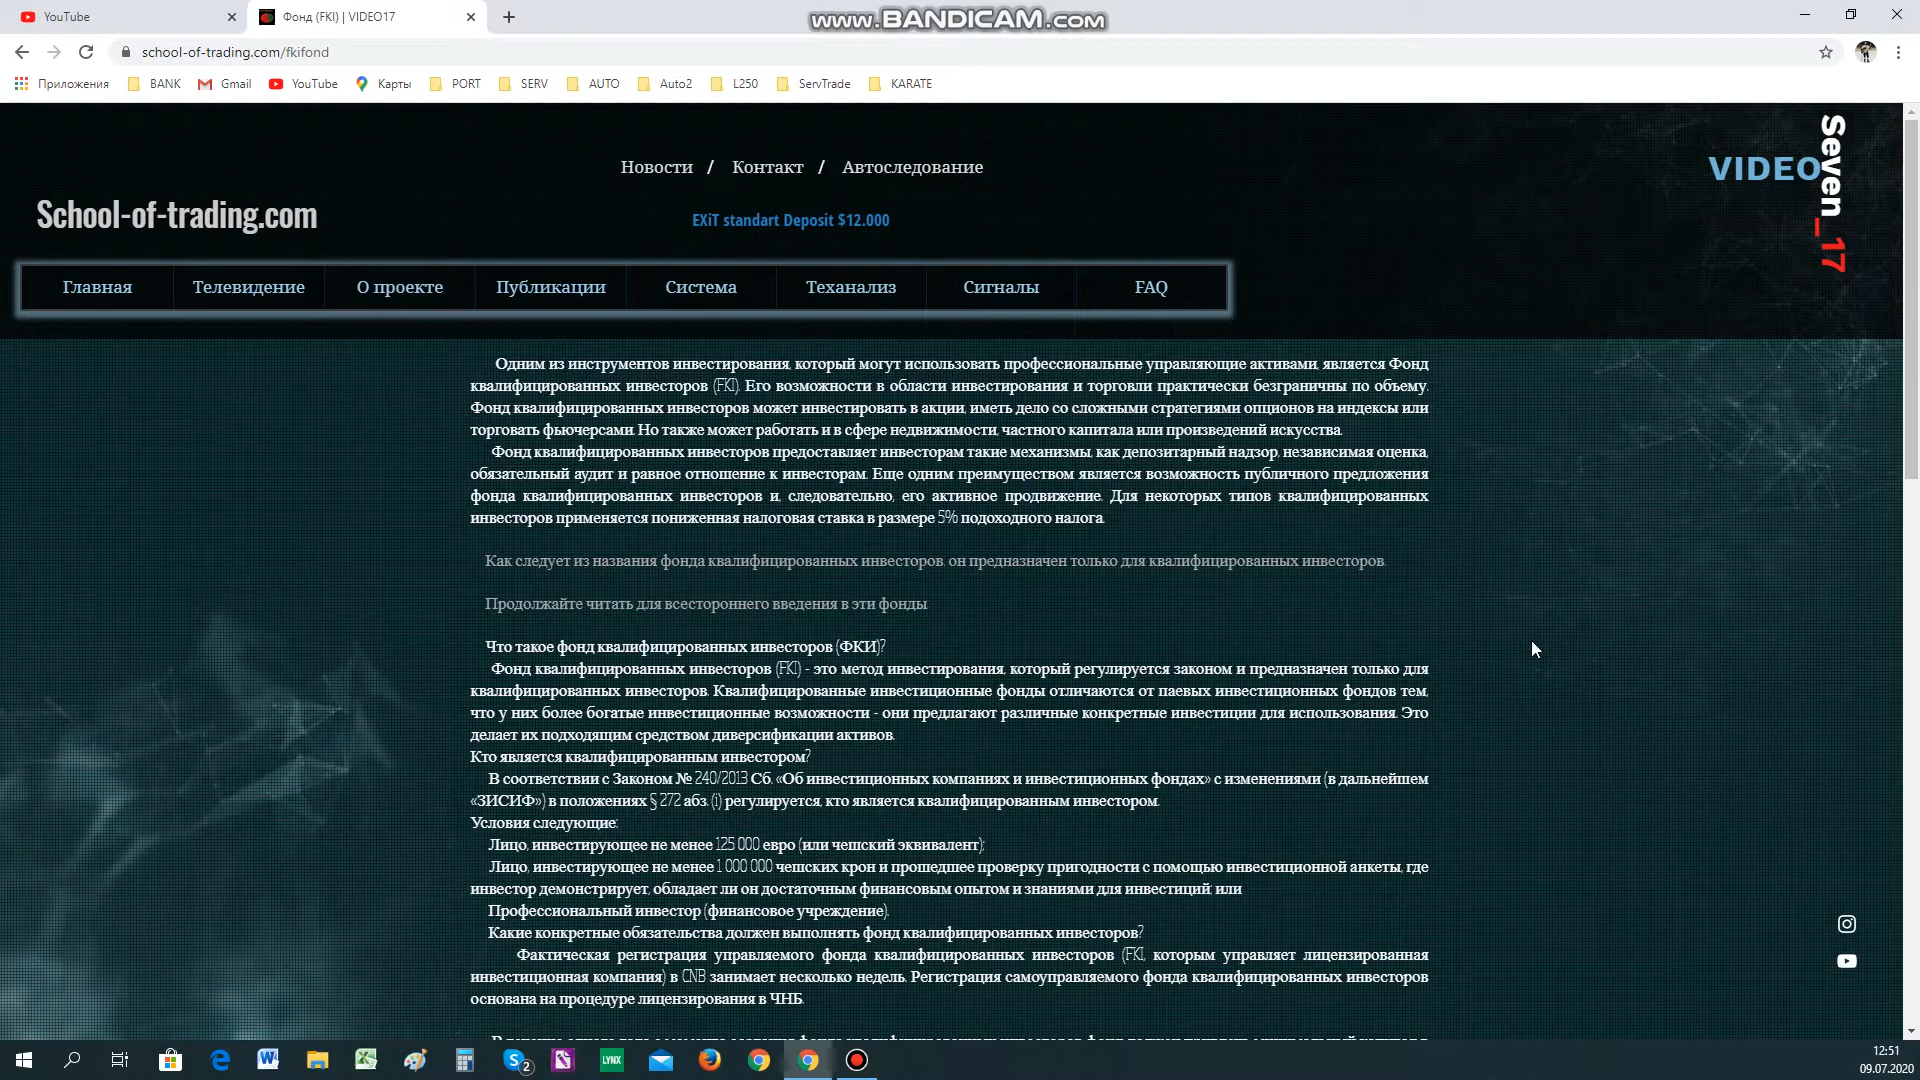 YouTube
Фонд (FKI) | VIDEO17
www.BANDICAM.com
school-of-trading.com/fkifond
Приложения BANK Gmail YouTube Карты PORT SERV AUTO Auto2 L250 ServTrade KARATE
Новости / Контакт / Автоследование
VIDEO
Seven_17
School-of-trading.com
EXiT standart Deposit $12.000
Главная Телевидение О проекте Публикации Система Теханализ Сигналы FAQ
Одним из инструментов инвестирования, который могут использовать профессиональные управляющие активами, является Фонд
квалифицированных инвесторов (FKI). Его возможности в области инвестирования и торговли практически безграничны по объему.
Фонд квалифицированных инвесторов может инвестировать в акции, иметь дело со сложными стратегиями опционов на индексы или
торговать фьючерсами. Но также может работать и в сфере недвижимости, частного капитала или произведений искусства.
Фонд квалифицированных инвесторов предоставляет инвесторам такие механизмы, как депозитарный надзор, независимая оценка,
обязательный аудит и равное отношение к инвесторам. Еще одним преимуществом является возможность публичного предложения
фонда квалифицированных инвесторов и, следовательно, его активное продвижение. Для некоторых типов квалифицированных
инвесторов применяется пониженная налоговая ставка в размере 5% подоходного налога.
Как следует из названия фонда квалифицированных инвесторов, он предназначен только для квалифицированных инвесторов.
Продолжайте читать для всестороннего введения в эти фонды.
Что такое фонд квалифицированных инвесторов (ФКИ)?
Фонд квалифицированных инвесторов (FKI) - это метод инвестирования, который регулируется законом и предназначен только для
квалифицированных инвесторов. Квалифицированные инвестиционные фонды отличаются от паевых инвестиционных фондов тем,
что у них более богатые инвестиционные возможности - они предлагают различные конкретные инвестиции для использования. Это
делает их подходящим средством диверсификации активов.
Кто является квалифицированным инвестором?
В соответствии с Законом № 240/2013 Сб. «Об инвестиционных компаниях и инвестиционных фондах» с изменениями (в дальнейшем
«ЗИСИФ») в положениях § 272 абз. (i) регулируется, кто является квалифицированным инвестором.
Условия следующие:
Лицо, инвестирующее не менее 125 000 евро (или чешский эквивалент);
Лицо, инвестирующее не менее 1 000 000 чешских крон и прошедшее проверку пригодности с помощью инвестиционной анкеты, где
инвестор демонстрирует, обладает ли он достаточным финансовым опытом и знаниями для инвестиций; или
Профессиональный инвестор (финансовое учреждение).
Какие конкретные обязательства должен выполнять фонд квалифицированных инвесторов?
Фактическая регистрация управляемого фонда квалифицированных инвесторов (FKI, которым управляет лицензированная
инвестиционная компания) в CNB занимает несколько недель. Регистрация самоуправляемого фонда квалифицированных инвесторов
основана на процедуре лицензирования в ЧНБ.
LYNX
2
12:51
09.07.2020